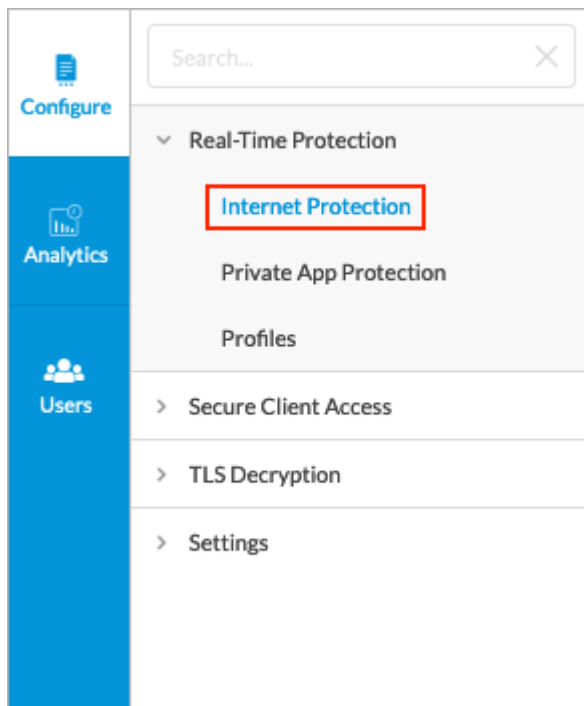 Configure
Analytics
Users
Search...
Real-Time Protection
Internet Protection
Private App Protection
Profiles
Secure Client Access
TLS Decryption
Settings